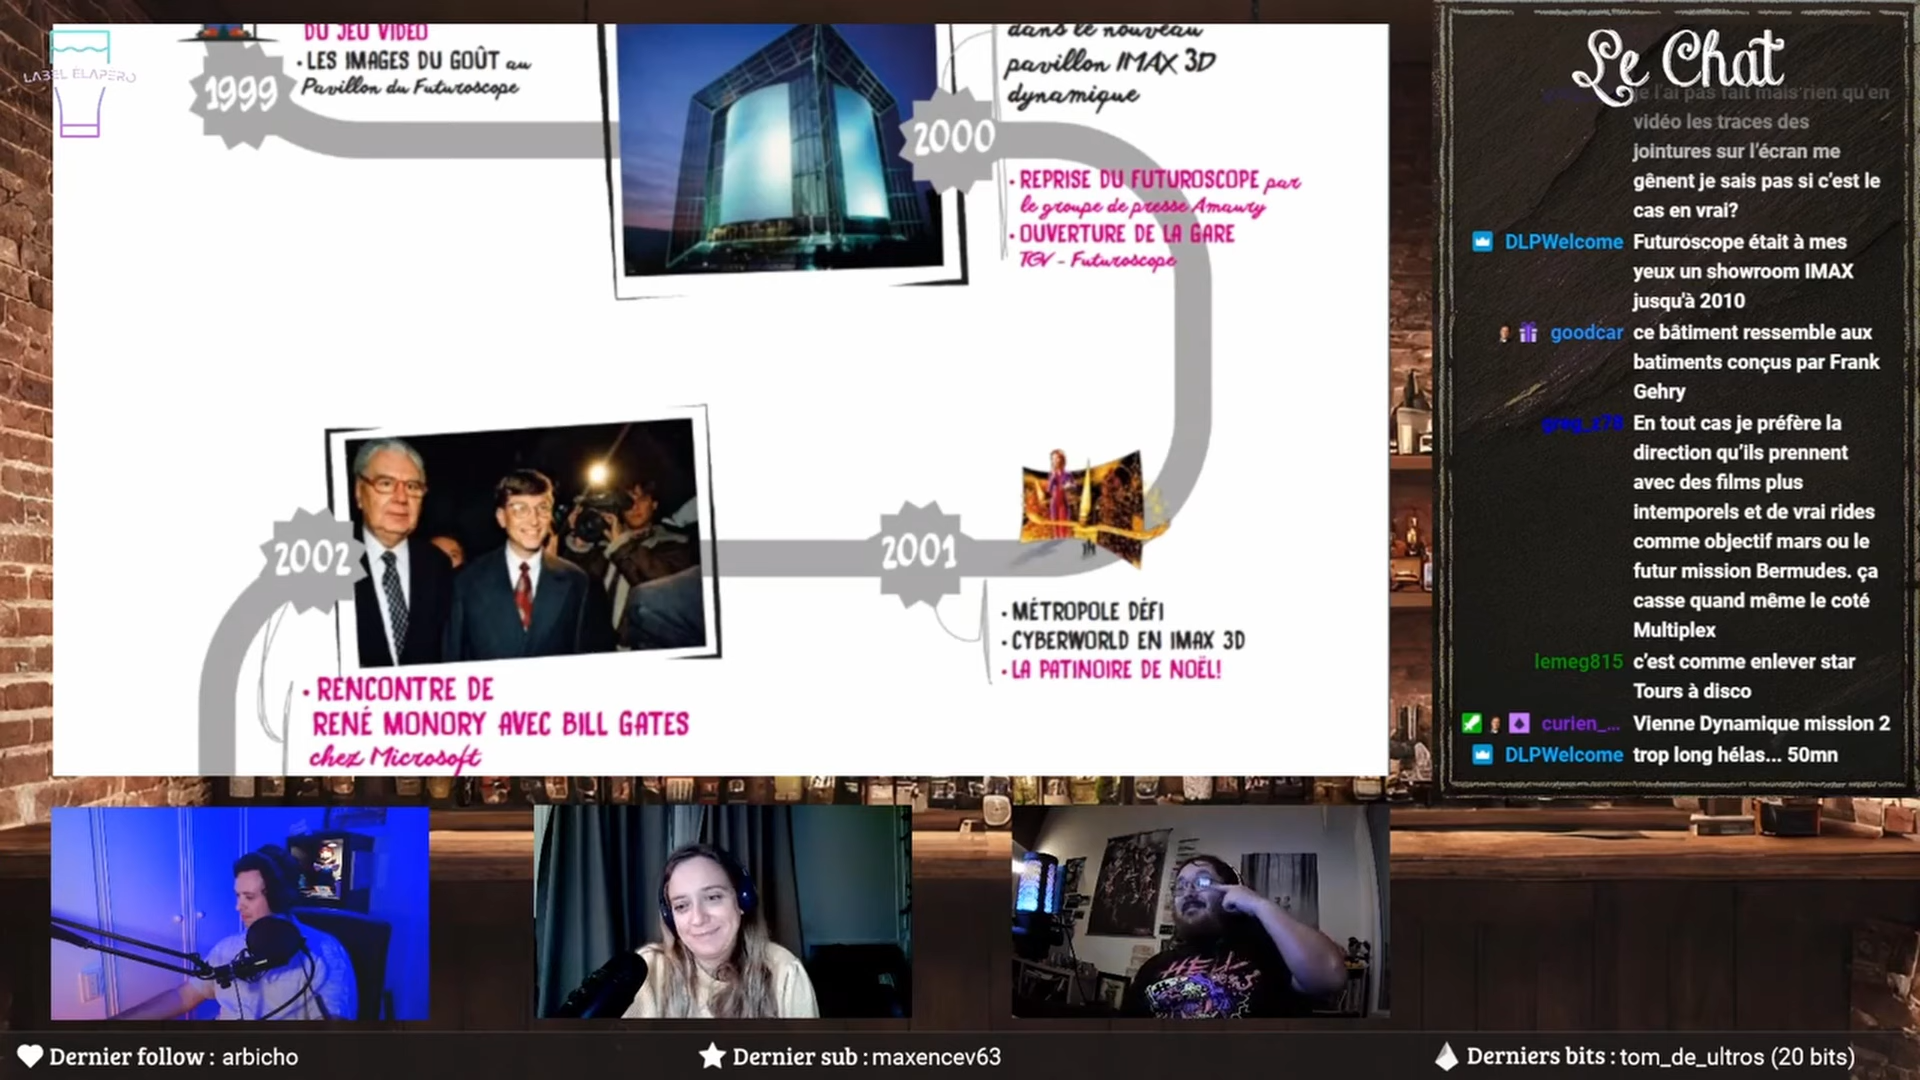 LABEL ÉLAPERO
DU JEU VIDÉO
• LES IMAGES DU GOÛT au
Pavillon du Futuroscope
1999
dans le nouveau
pavillon IMAX 3D
dynamique
2000
• REPRISE DU FUTUROSCOPE par
le groupe de presse Amaury
• OUVERTURE DE LA GARE
TGV - Futuroscope
2001
• MÉTROPOLE DÉFI
• CYBERWORLD EN IMAX 3D
• LA PATINOIRE DE NOËL!
2002
• RENCONTRE DE
RENÉ MONORY AVEC BILL GATES
chez Microsoft
Le Chat
je l'ai pas fait mais rien qu'en
vidéo les traces des
jointures sur l'écran me
gênent je sais pas si c'est le
cas en vrai?
DLPWelcome Futuroscope était à mes
yeux un showroom IMAX
jusqu'à 2010
goodcar ce bâtiment ressemble aux
batiments conçus par Frank
Gehry
greg_z78 En tout cas je préfère la
direction qu'ils prennent
avec des films plus
intemporels et de vrai rides
comme objectif mars ou le
futur mission Bermudes. ça
casse quand même le coté
Multiplex
lemeg815 c'est comme enlever star
Tours à disco
curien_... Vienne Dynamique mission 2
DLPWelcome trop long hélas... 50mn
Dernier follow : arbicho
Dernier sub : maxencev63
Derniers bits : tom_de_ultros (20 bits)